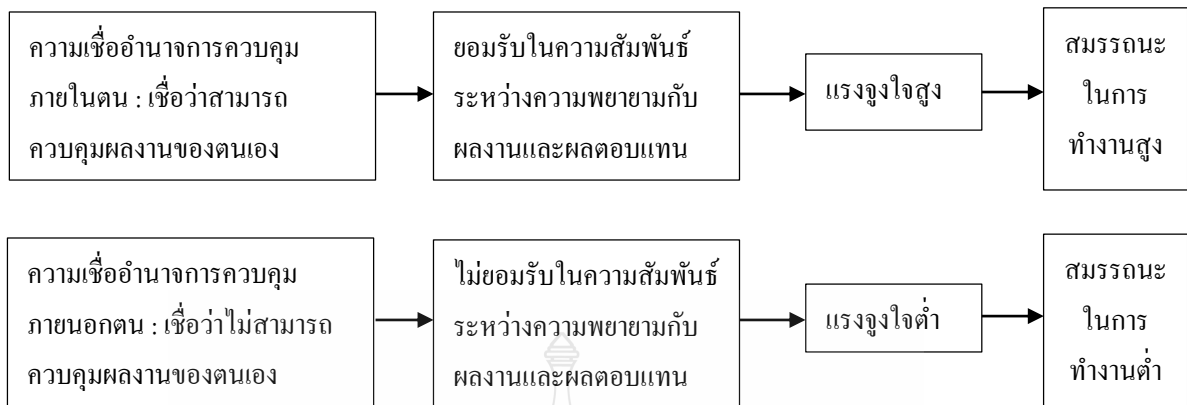 ความเชื่ออำนาจการควบคุม
ภายในตน : เชื่อว่าสามารถ
ควบคุมผลงานของตนเอง
ยอมรับในความสัมพันธ์
ระหว่างความพยายามกับ
ผลงานและผลตอบแทน
แรงจูงใจสูง
สมรรถนะ
ในการ
ทำงานสูง
ความเชื่ออำนาจการควบคุม
ภายนอกตน : เชื่อว่าไม่สามารถ
ควบคุมผลงานของตนเอง
ไม่ยอมรับในความสัมพันธ์
ระหว่างความพยายามกับ
ผลงานและผลตอบแทน
แรงจูงใจต่ำ
สมรรถนะ
ในการ
ทำงานต่ำ